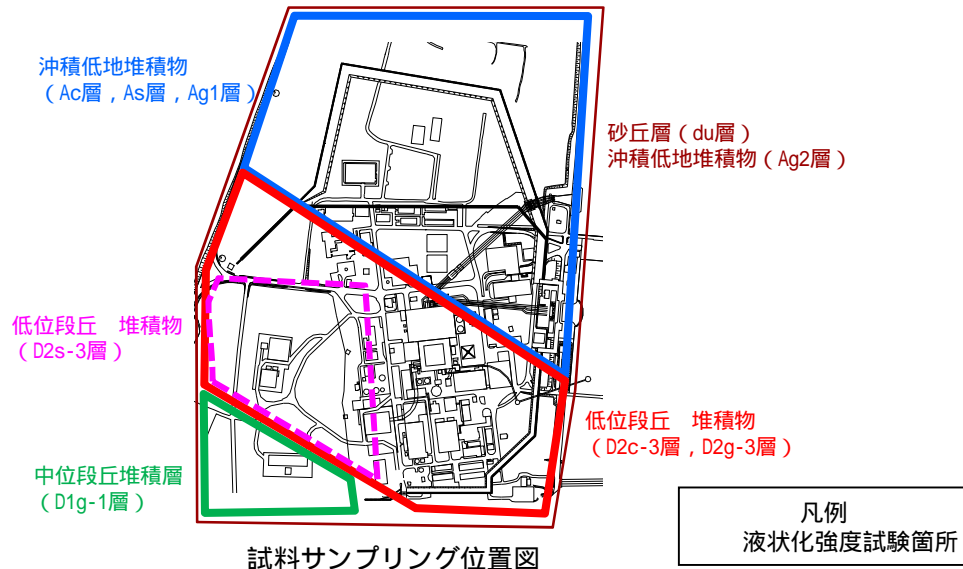 沖積低地堆積物
（Ac層，As層，Ag1層）
砂丘層（du層）
沖積低地堆積物（Ag2層）
低位段丘　堆積物
（D2s-3層）
低位段丘　堆積物
（D2c-3層，D2g-3層）
中位段丘堆積層
（D1g-1層）
凡例
液状化強度試験箇所
試料サンプリング位置図